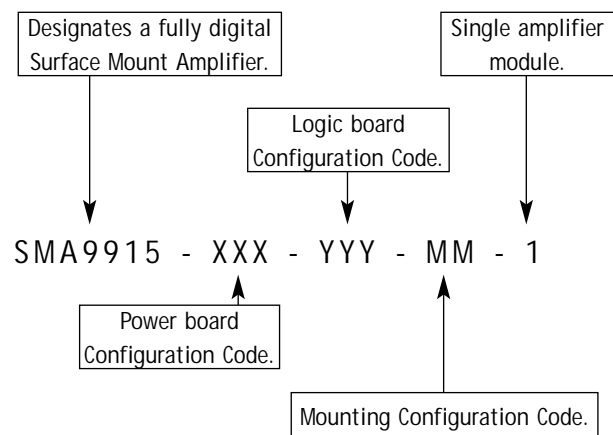 Designates a fully digital
Surface Mount Amplifier.
Single amplifier
module.
Logic board
Configuration Code.
SMA9915 - XXX - YYY - MM - 1
Power board
Configuration Code.
Mounting Configuration Code.